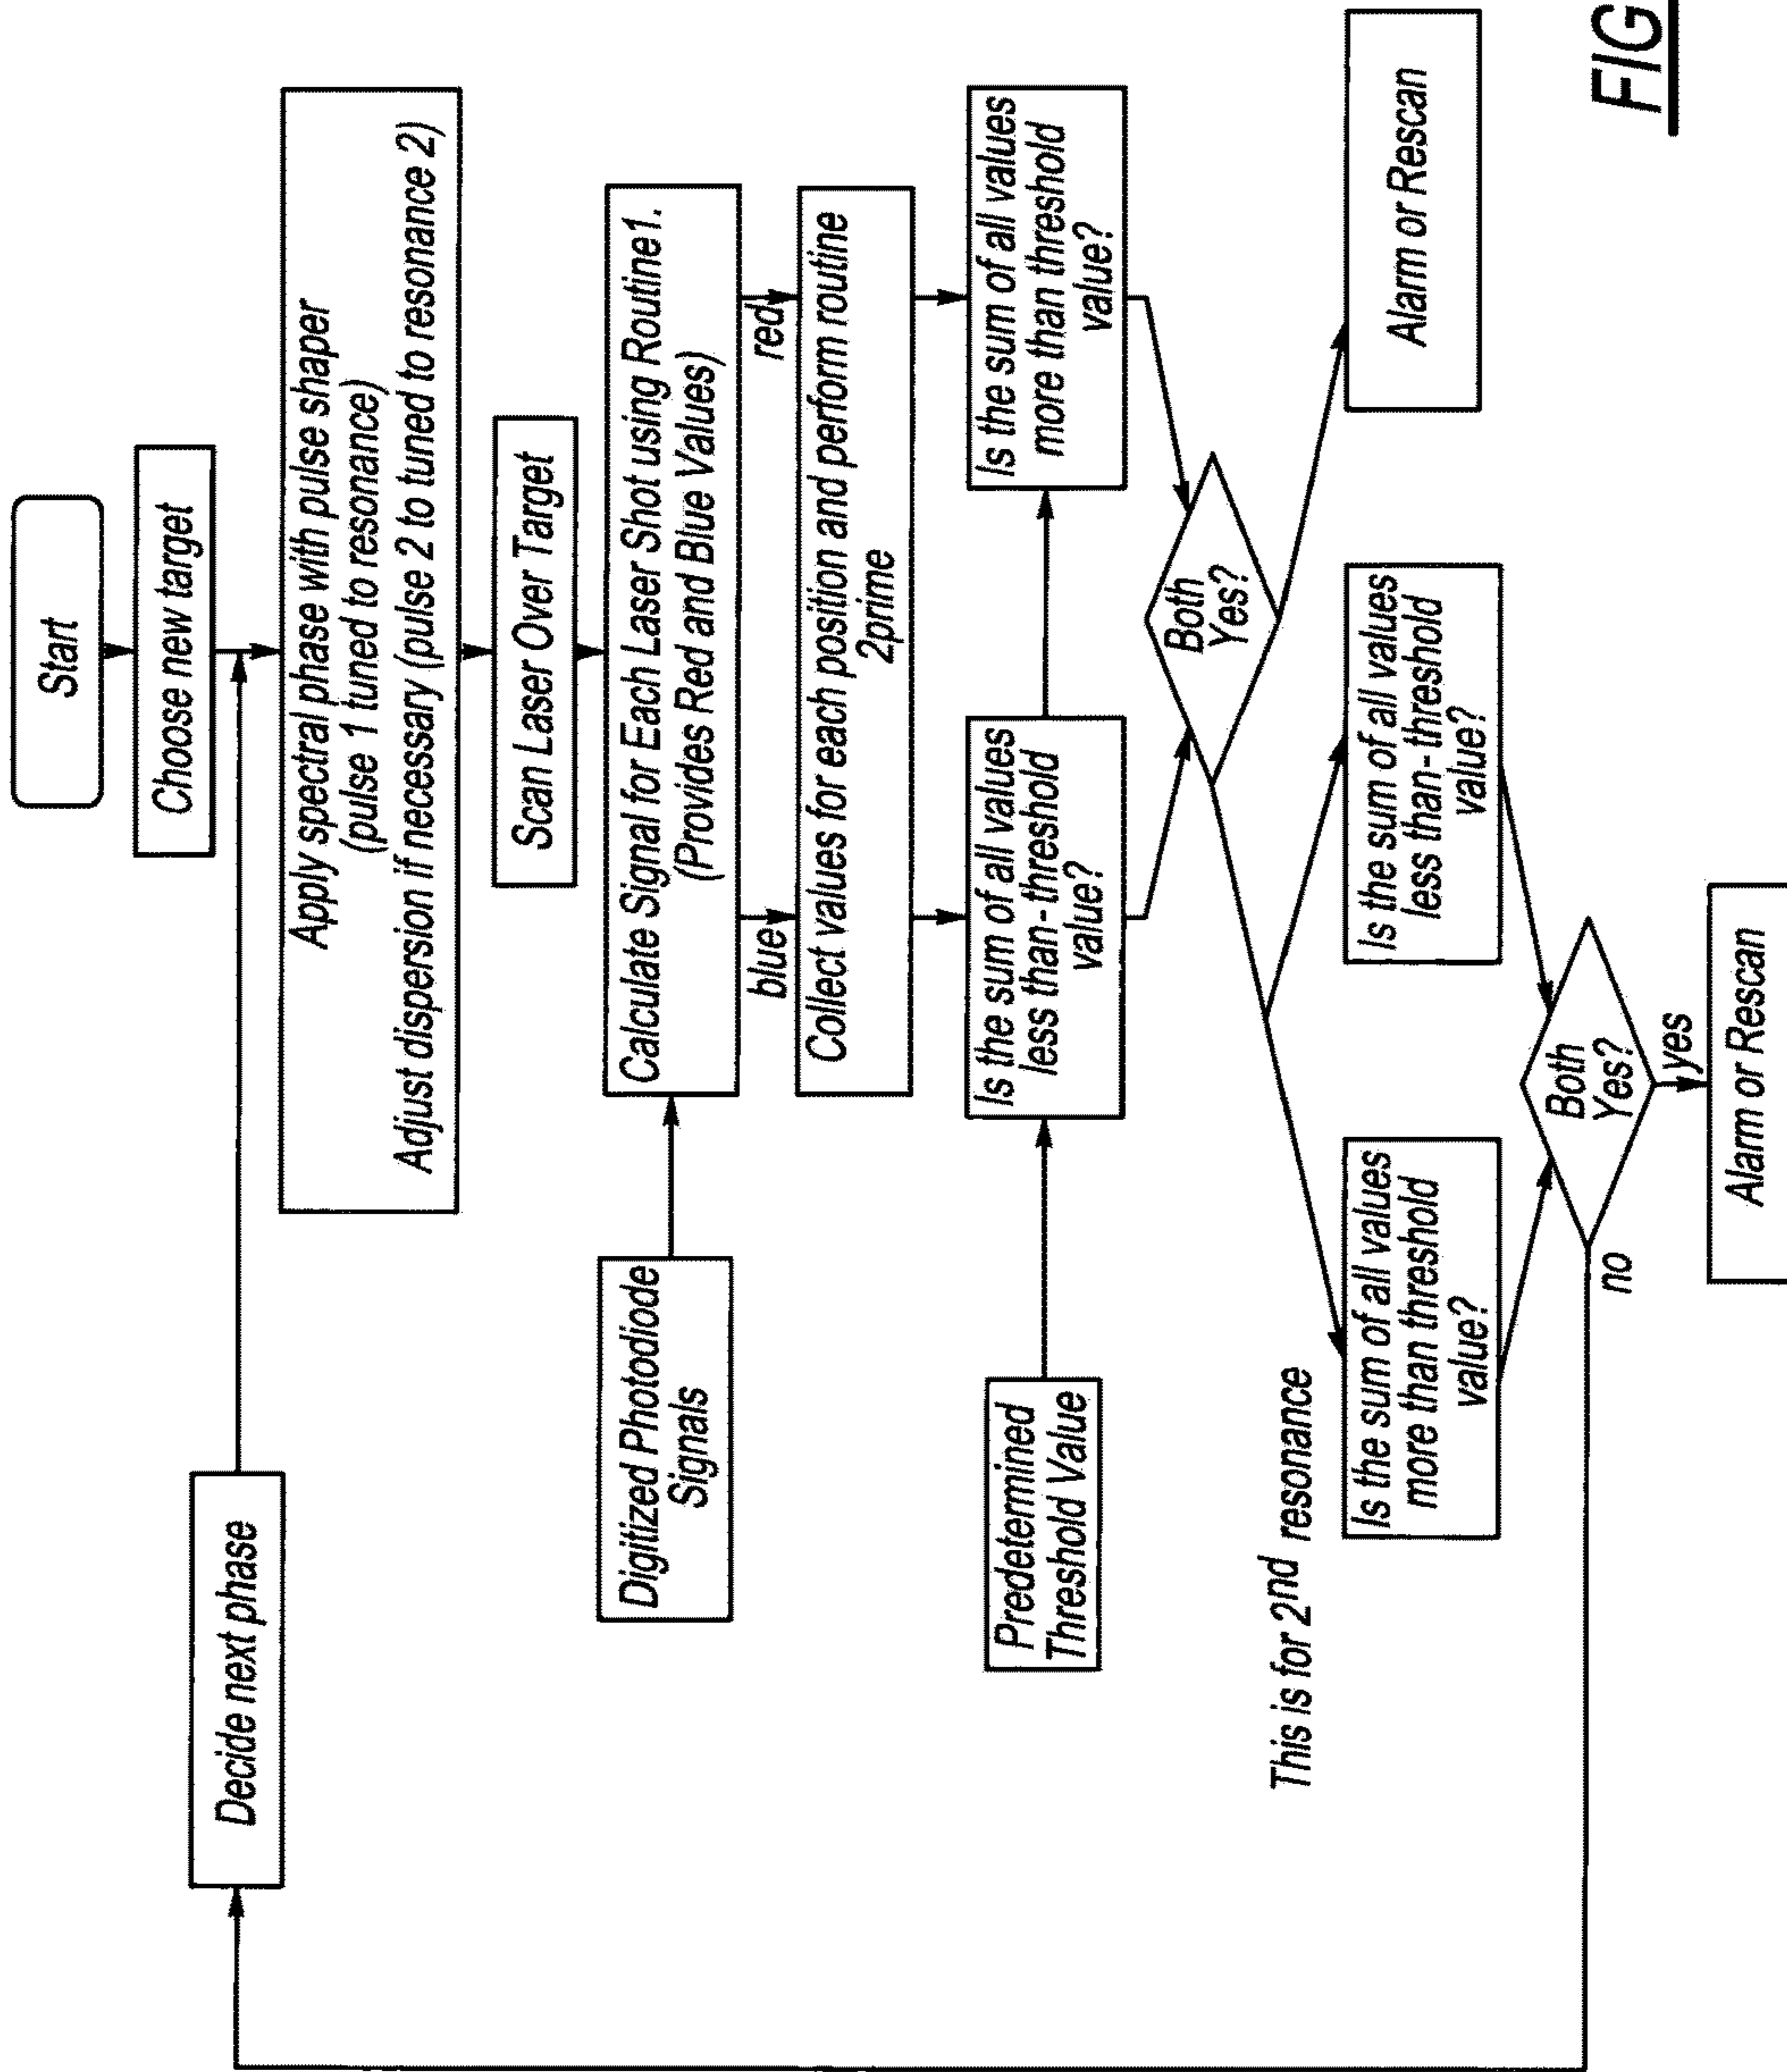 Start
Choose new target
Decide next phase
Apply spectral phase with pulse shaper
(pulse 1 tuned to resonance)
Adjust dispersion if necessary (pulse 2 to tuned to resonance 2)
Scan Laser Over Target
Digitized Photodiode
Signals
Calculate Signal for Each Laser Shot using Routine1.
(Provides Red and Blue Values)
blue
red
Collect values for each position and perform routine
2prime
Predetermined
Threshold Value
Is the sum of all values
less than - threshold
value?
Is the sum of all values
more than threshold
value?
Both
Yes?
This is for 2nd resonance
Is the sum of all values
more than threshold
value?
Is the sum of all values
less than- threshold
value?
Alarm or Rescan
Both
Yes?
no
yes
Alarm or Rescan
FIG